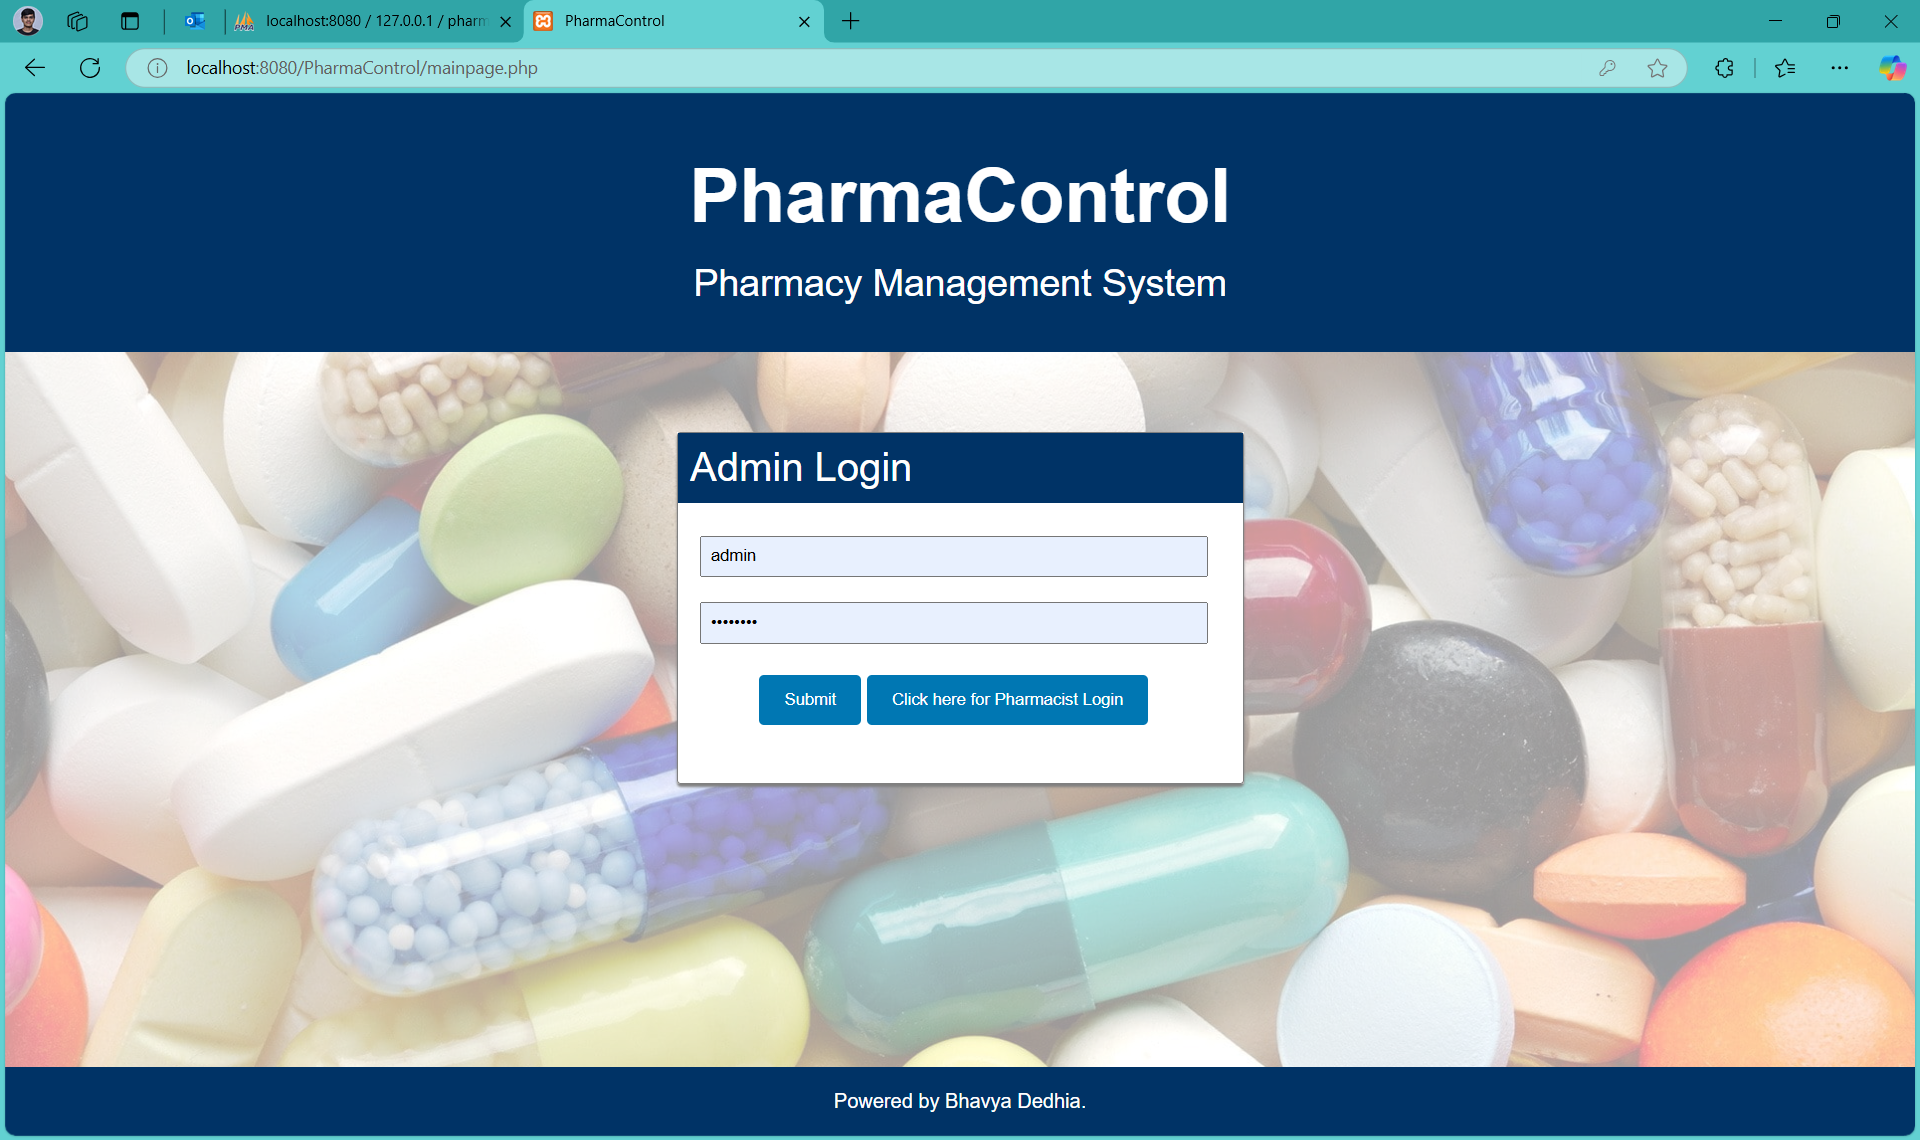 localhost:8080 / 127.0.0.1 / pharm
PharmaControl
localhost:8080/PharmaControl/mainpage.php
PharmaControl
Pharmacy Management System
Admin Login
admin
••••••••
Submit
Click here for Pharmacist Login
Powered by Bhavya Dedhia.